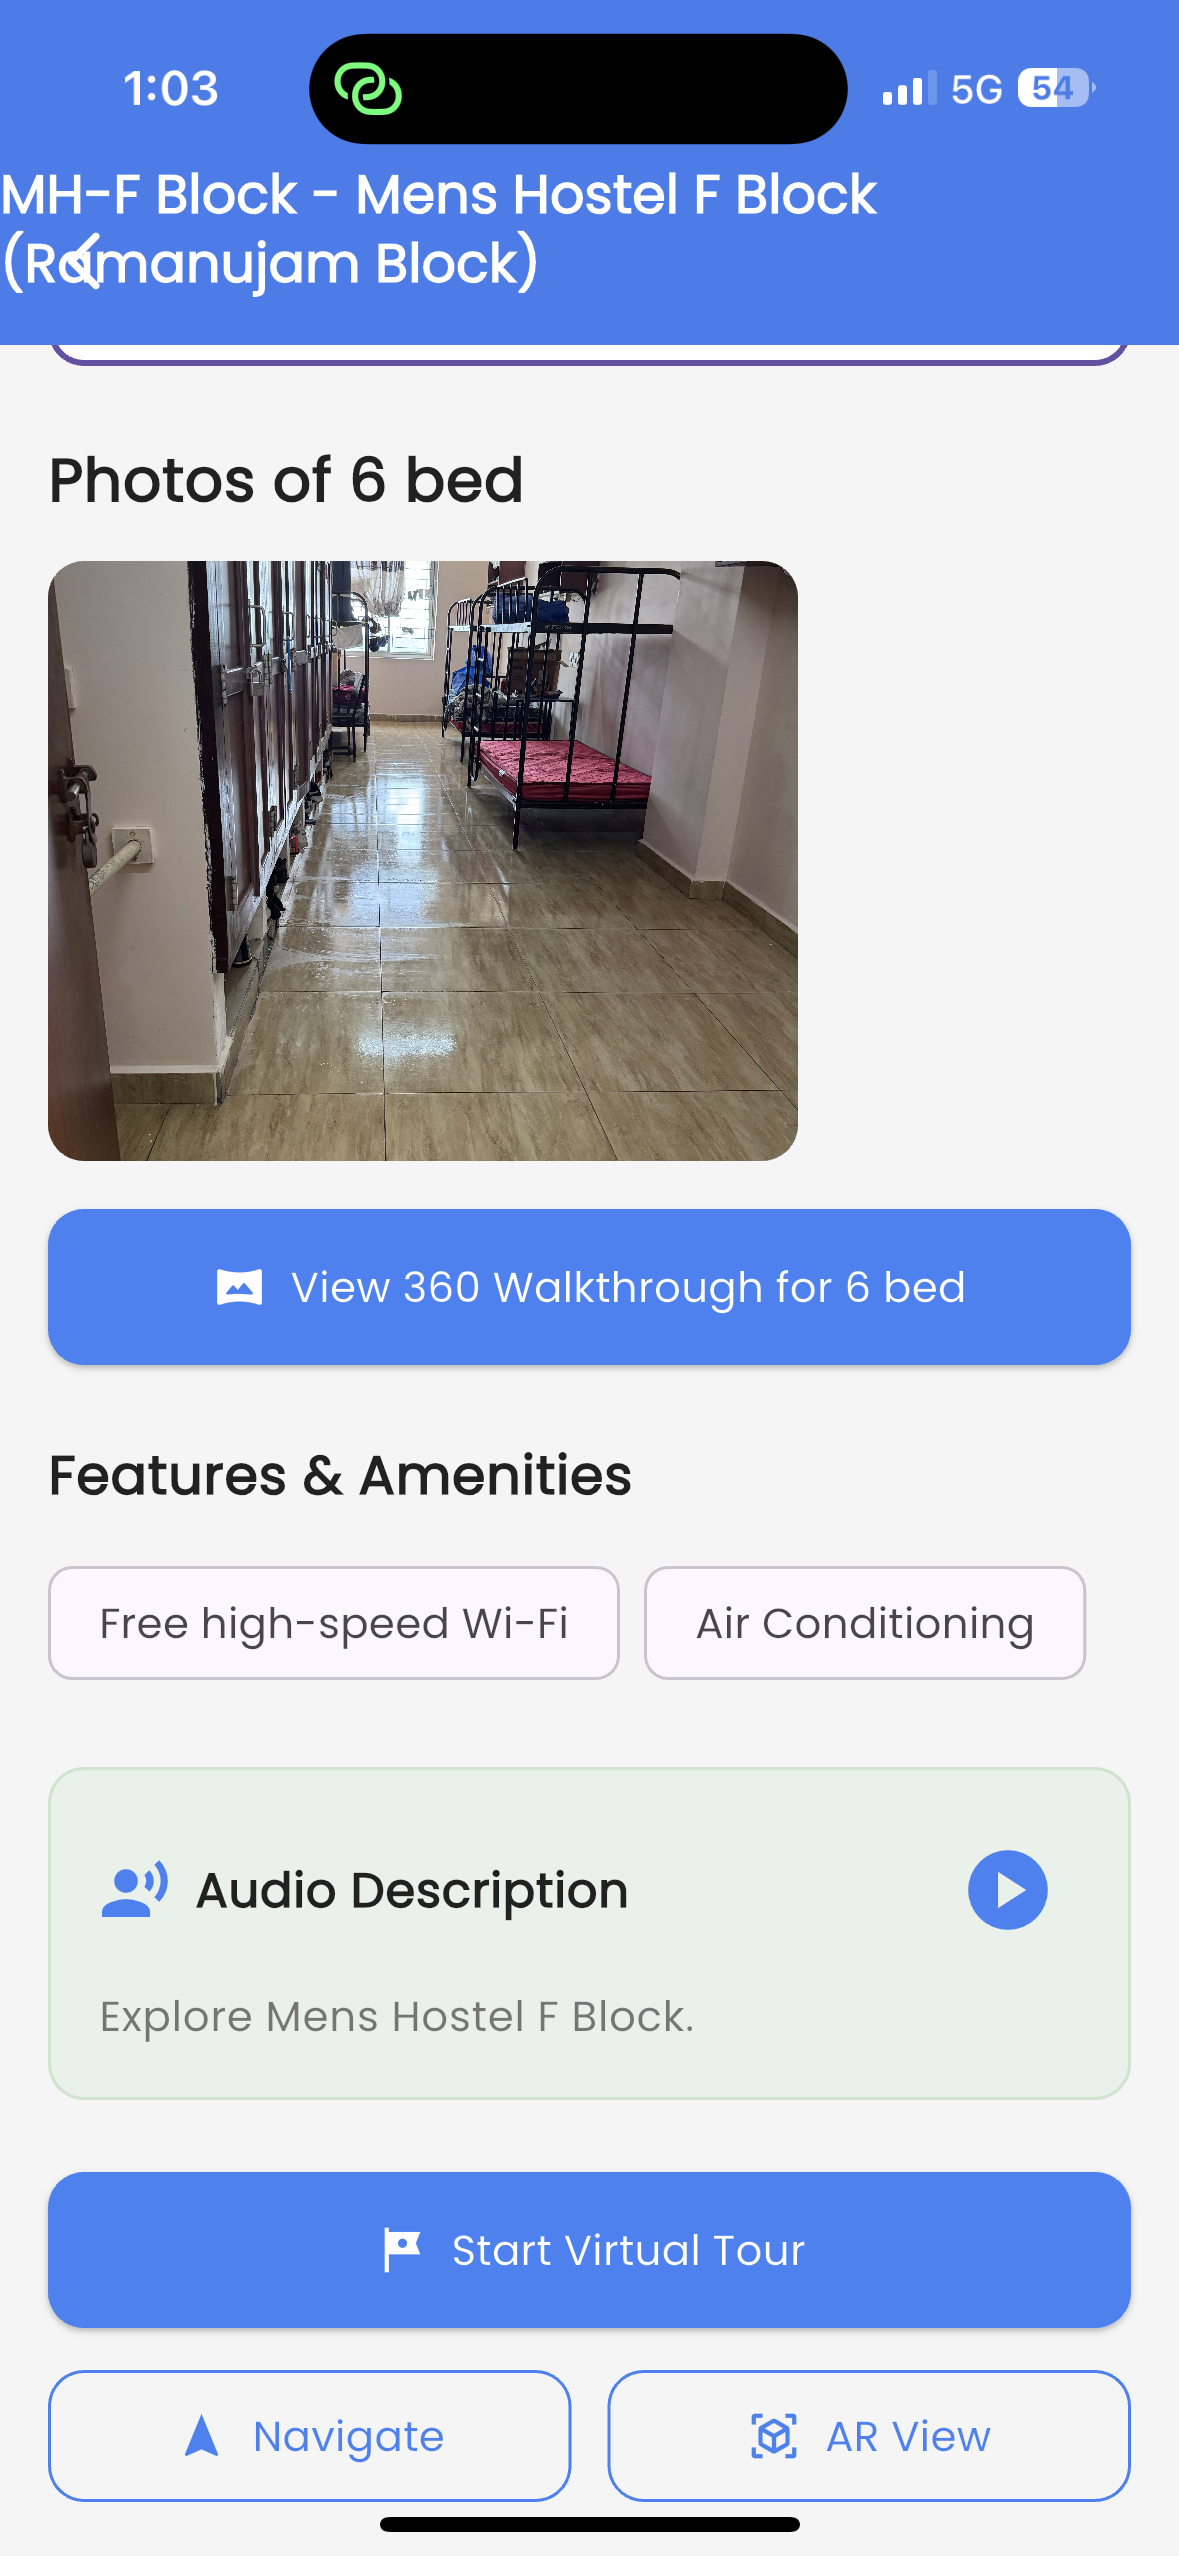 1:03
5G
54
MH-F Block - Mens Hostel F Block
(Ramanujam Block)
Photos of 6 bed
View 360 Walkthrough for 6 bed
Features & Amenities
Free high-speed Wi-Fi
Air Conditioning
Audio Description
Explore Mens Hostel F Block.
Start Virtual Tour
Navigate
AR View